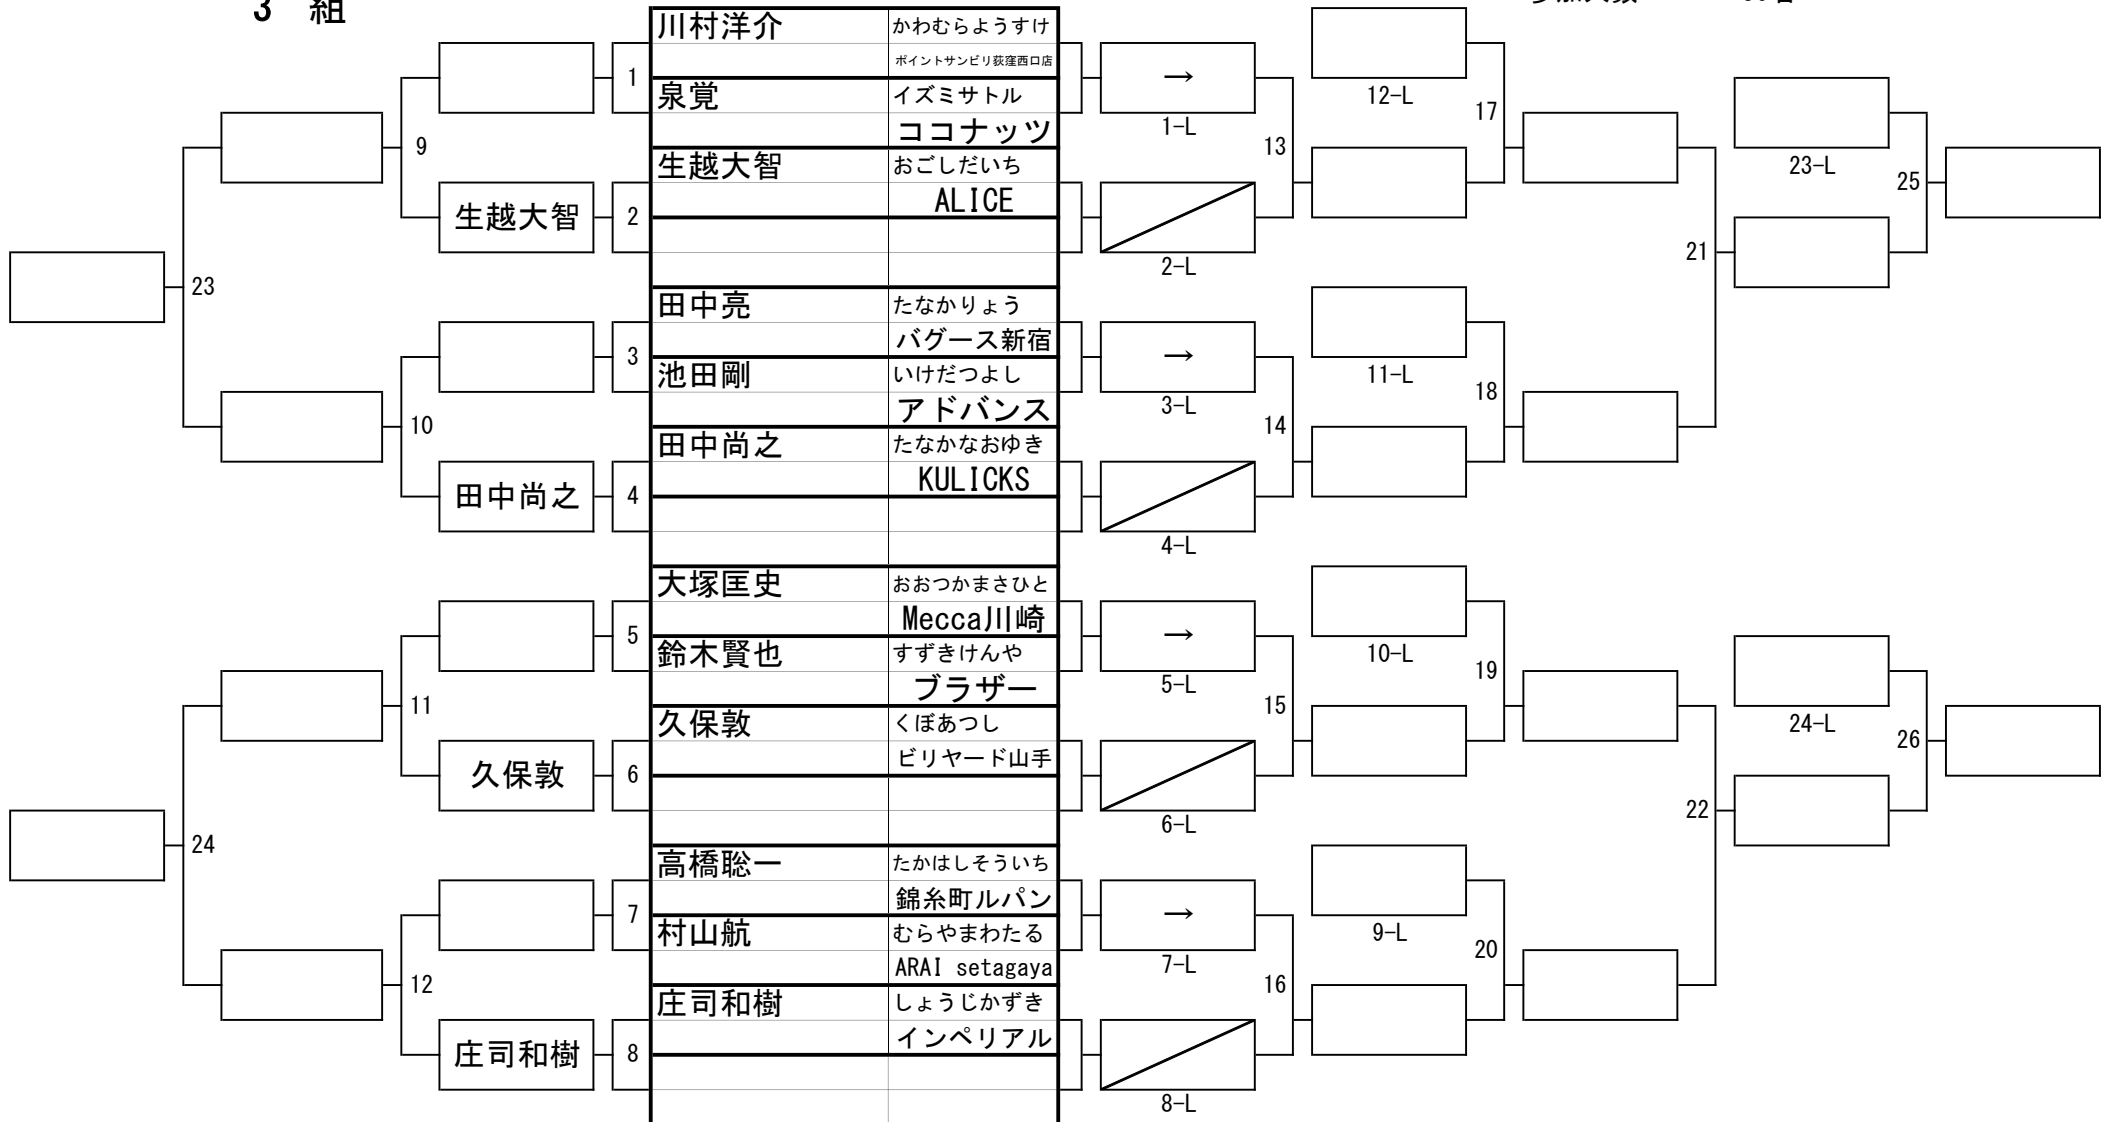 3 組
川村洋介 かわむらようすけ
ポイントサンビリ荻窪西口店
1
→
1-L
泉覚 イズミサトル
ココナッツ
9
13
12-L
17
生越大智 おごしだいち
ALICE
生越大智
2
2-L
23-L
25
23
21
田中亮 たなかりょう
バグース新宿
3
→
3-L
池田剛 いけだつよし
アドバンス
10
14
11-L
18
田中尚之 たなかなおゆき
KULICKS
田中尚之
4
4-L
大塚匡史 おおつかまさひと
Mecca川崎
5
→
5-L
鈴木賢也 すずきけんや
ブラザー
11
15
10-L
19
久保敦 くぼあつし
ビリヤード山手
久保敦
6
6-L
24-L
26
24
22
高橋聡一 たかはしそういち
錦糸町ルパン
7
→
7-L
村山航 むらやまわたる
ARAI setagaya
12
16
9-L
20
庄司和樹 しょうじかずき
インペリアル
庄司和樹
8
8-L